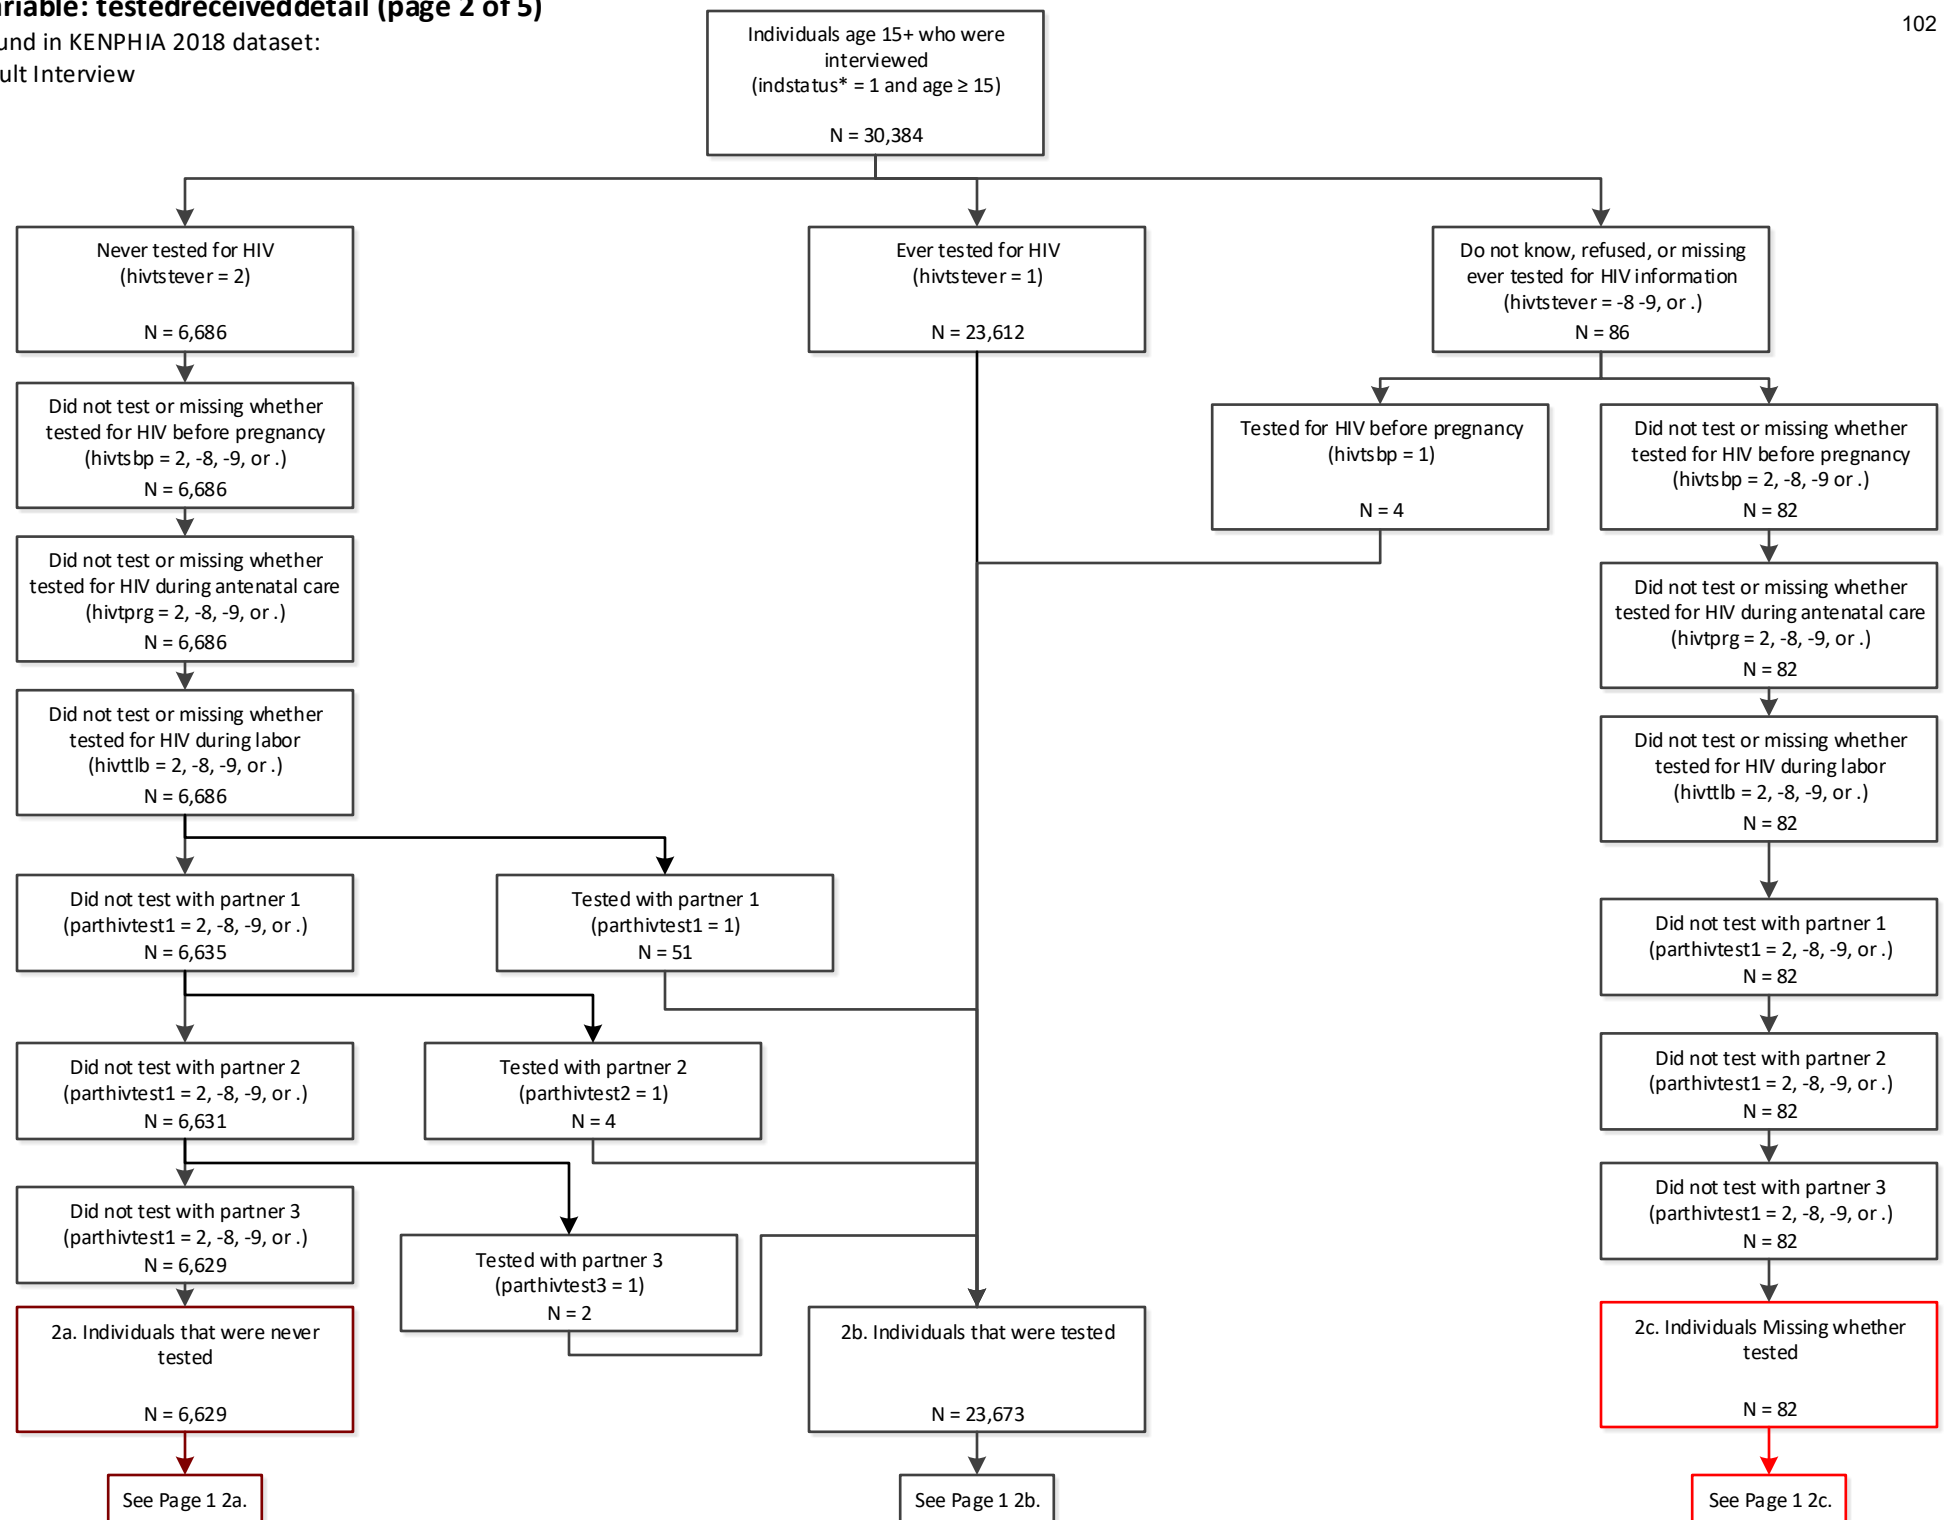 ariable: testedreceiveddetail (page 2 of 5)
und in KENPHIA 2018 dataset:
ult Interview
102
Individuals age 15+ who were
interviewed
(indstatus* = 1 and age ≥ 15)
N = 30,384
Never tested for HIV
(hivtstever = 2)
N = 6,686
Ever tested for HIV
(hivtstever = 1)
N = 23,612
Do not know, refused, or missing
ever tested for HIV information
(hivtstever = -8 -9, or .)
N = 86
Did not test or missing whether
tested for HIV before pregnancy
(hivtsbp = 2, -8, -9, or .)
N = 6,686
Tested for HIV before pregnancy
(hivtsbp = 1)
N = 4
Did not test or missing whether
tested for HIV before pregnancy
(hivtsbp = 2, -8, -9 or .)
N = 82
Did not test or missing whether
tested for HIV during antenatal care
(hivtprg = 2, -8, -9, or .)
N = 6,686
Did not test or missing whether
tested for HIV during antenatal care
(hivtprg = 2, -8, -9, or .)
N = 82
Did not test or missing whether
tested for HIV during labor
(hivttlb = 2, -8, -9, or .)
N = 6,686
Did not test or missing whether
tested for HIV during labor
(hivttlb = 2, -8, -9, or .)
N = 82
Did not test with partner 1
(parthivtest1 = 2, -8, -9, or .)
N = 6,635
Tested with partner 1
(parthivtest1 = 1)
N = 51
Did not test with partner 1
(parthivtest1 = 2, -8, -9, or .)
N = 82
Did not test with partner 2
(parthivtest1 = 2, -8, -9, or .)
N = 6,631
Tested with partner 2
(parthivtest2 = 1)
N = 4
Did not test with partner 2
(parthivtest1 = 2, -8, -9, or .)
N = 82
Did not test with partner 3
(parthivtest1 = 2, -8, -9, or .)
N = 6,629
Tested with partner 3
(parthivtest3 = 1)
N = 2
Did not test with partner 3
(parthivtest1 = 2, -8, -9, or .)
N = 82
2a. Individuals that were never
tested
N = 6,629
2b. Individuals that were tested
N = 23,673
2c. Individuals Missing whether
tested
N = 82
See Page 1 2a.
See Page 1 2b.
See Page 1 2c.